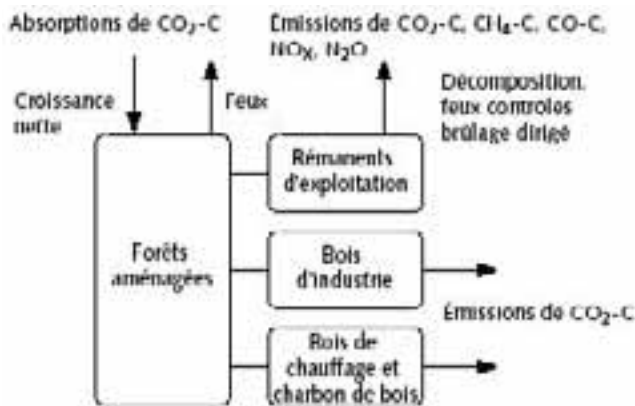 Absorptions de CO₂-C
Émissions de CO₂-C, CH₄-C, CO-C,
NOₓ, N₂O
Croissance
nette
Feux
Décomposition,
feux contrôles
brûlage dirigé
Rémanents
d'exploitation
Forêts
aménagées
Bois
d'industrie
Émissions de CO₂-C
Bois de
chauffage et
charbon de bois